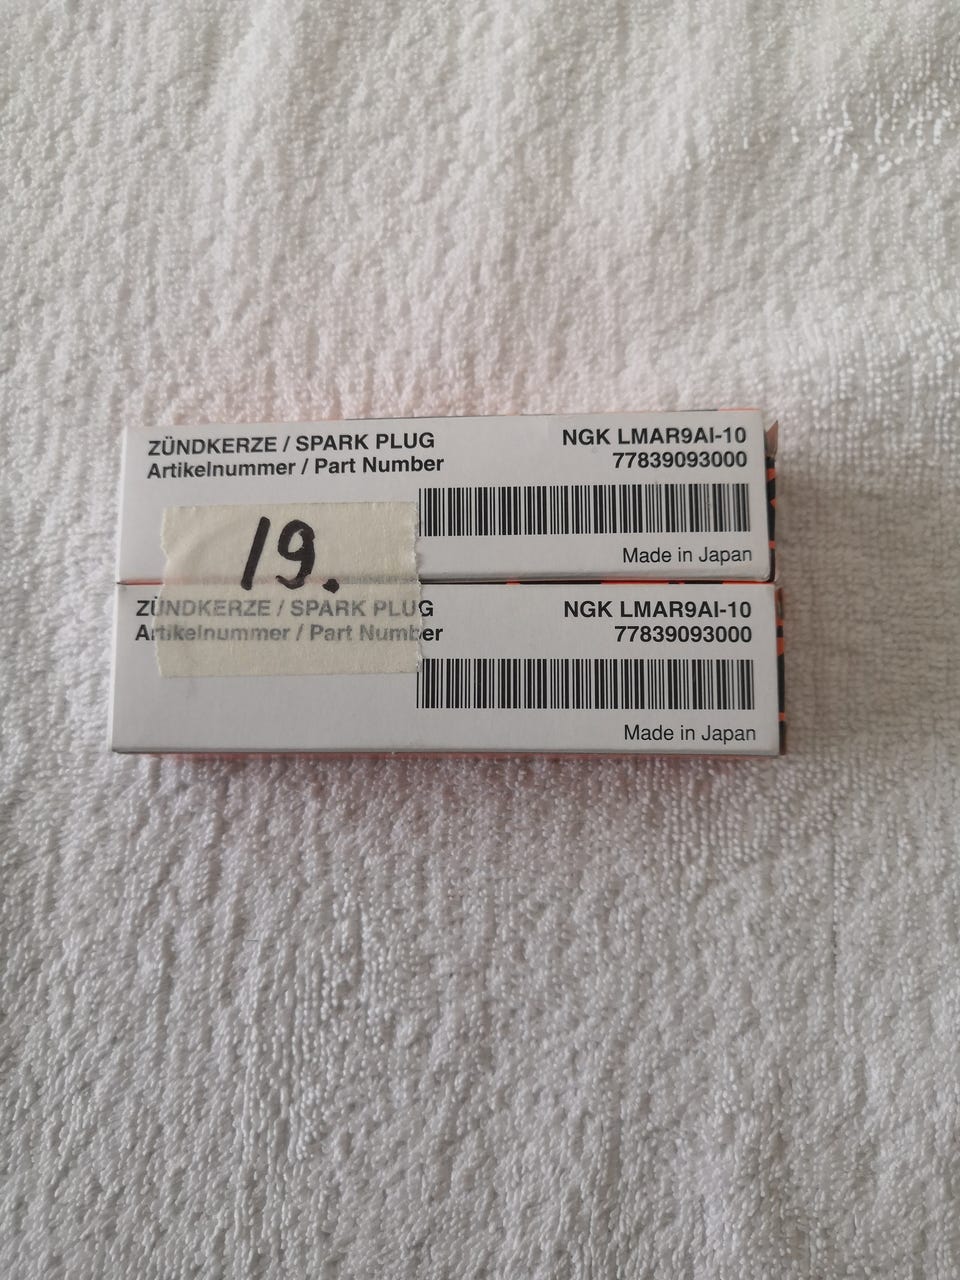 ZÜNDKERZE / SPARK PLUG
Artikelnummer / Part Number
NGK LMAR9AI-10
77839093000
Made in Japan
19.
ZÜNDKERZE / SPARK PLUG
Artikelnummer / Part Number
NGK LMAR9AI-10
77839093000
Made in Japan